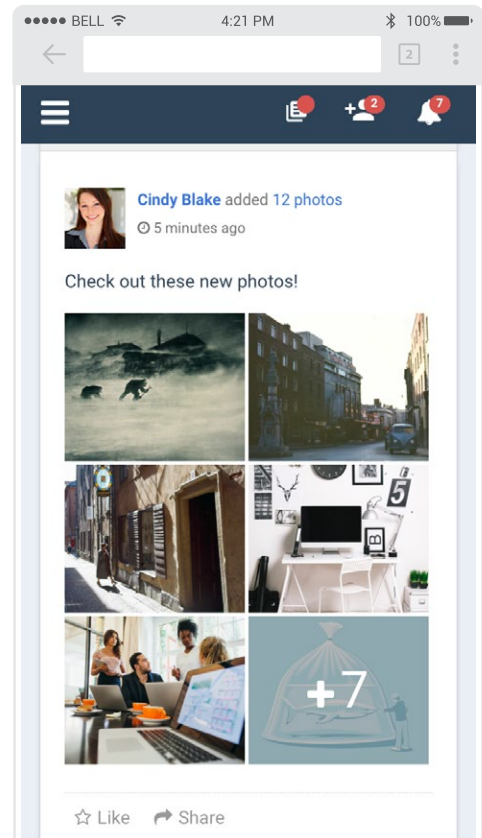 BELL 4:21 PM 100%
2
2 7
Cindy Blake added 12 photos
5 minutes ago
Check out these new photos!
5
B
+7
Like Share